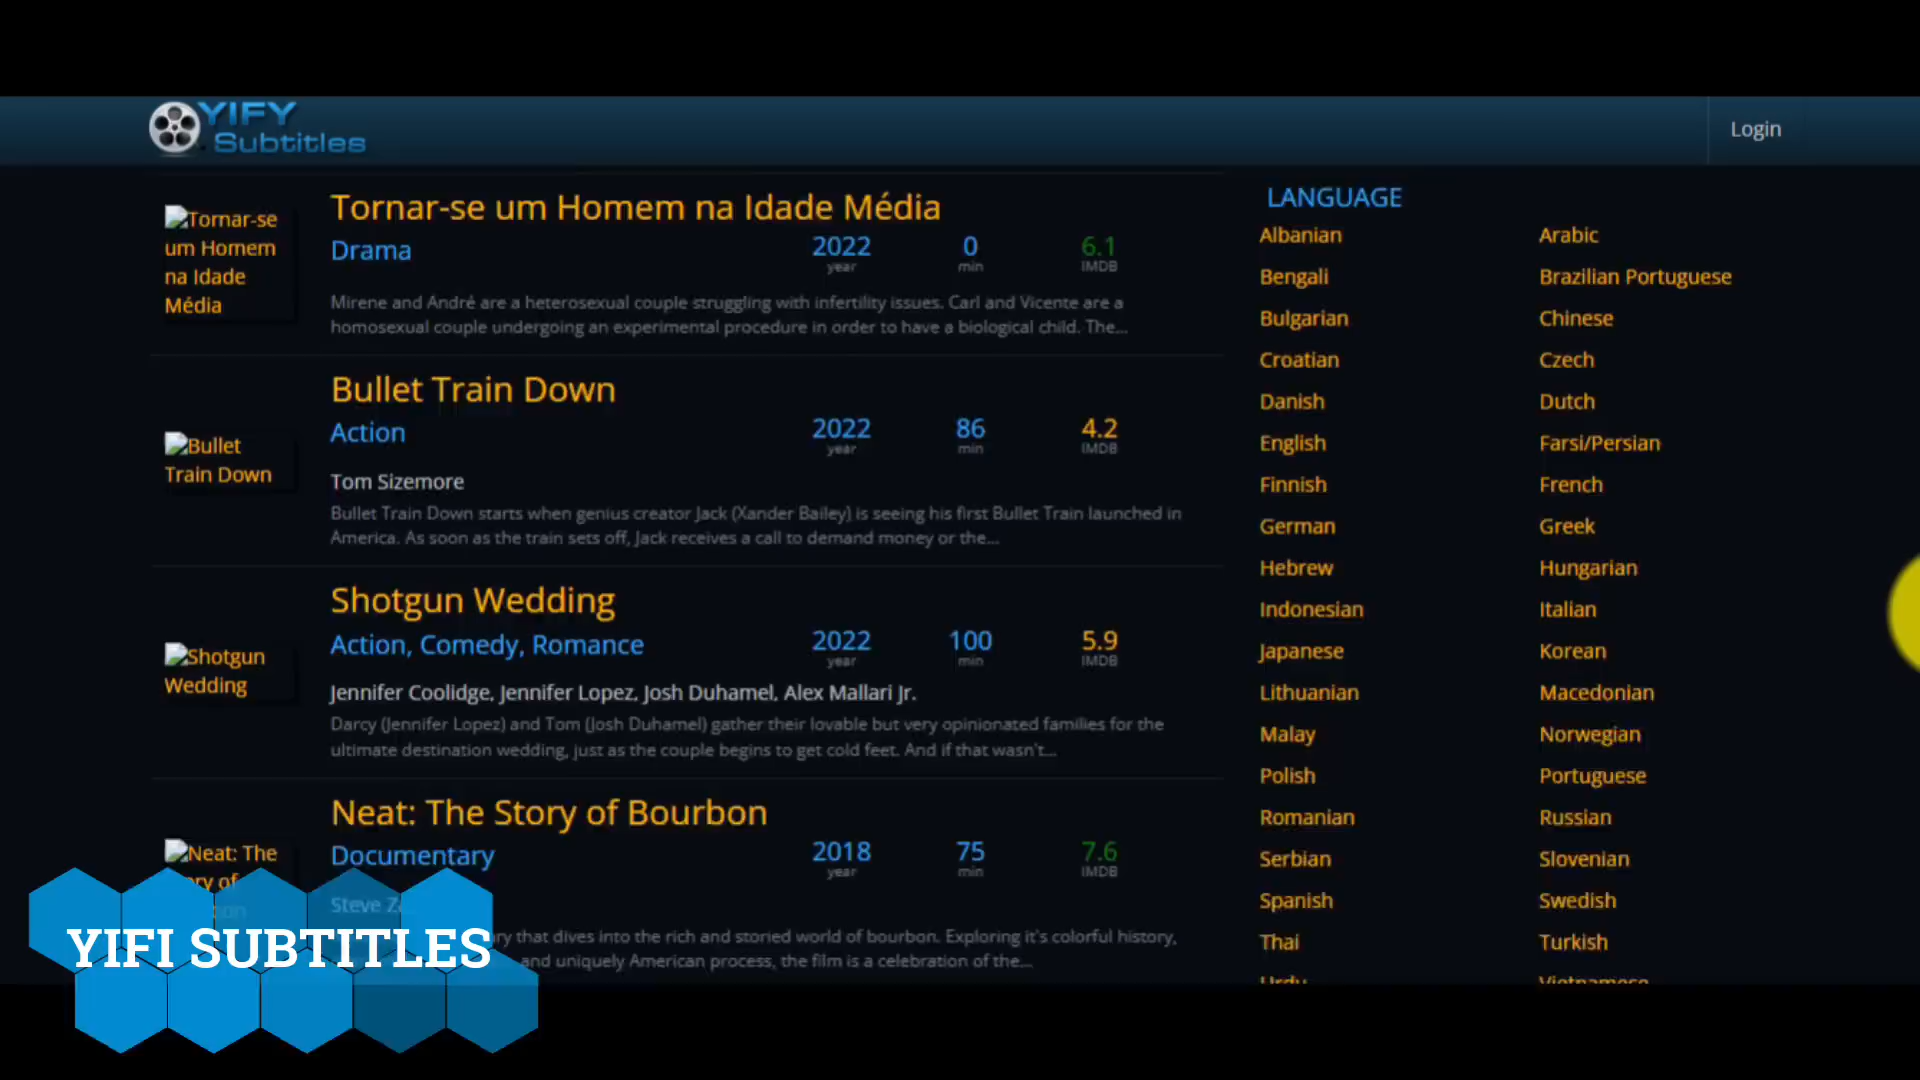 YIFY
Subtitles
Login
Tornar-se um Homem na Idade Média
Tornar-se
um Homem
na Idade
Média
Drama
2022
year
0
min
6.1
IMDB
Mirene and André are a heterosexual couple struggling with infertility issues. Carl and Vicente are a
homosexual couple undergoing an experimental procedure in order to have a biological child. The...
Bullet Train Down
Bullet
Train Down
Action
2022
year
86
min
4.2
IMDB
Tom Sizemore
Bullet Train Down starts when genius creator Jack (Xander Bailey) is seeing his first Bullet Train launched in
America. As soon as the train sets off, Jack receives a call to demand money or the...
Shotgun Wedding
Shotgun
Wedding
Action, Comedy, Romance
2022
year
100
min
5.9
IMDB
Jennifer Coolidge, Jennifer Lopez, Josh Duhamel, Alex Mallari Jr.
Darcy (Jennifer Lopez) and Tom (Josh Duhamel) gather their lovable but very opinionated families for the
ultimate destination wedding, just as the couple begins to get cold feet. And if that wasn't...
Neat: The Story of Bourbon
Neat: The
of
Documentary
2018
year
75
min
7.6
IMDB
Steve
that dives into the rich and storied world of bourbon. Exploring it's colorful history,
and uniquely American process, the film is a celebration of the...
YIFI SUBTITLES
LANGUAGE
Albanian
Arabic
Bengali
Brazilian Portuguese
Bulgarian
Chinese
Croatian
Czech
Danish
Dutch
English
Farsi/Persian
Finnish
French
German
Greek
Hebrew
Hungarian
Indonesian
Italian
Japanese
Korean
Lithuanian
Macedonian
Malay
Norwegian
Polish
Portuguese
Romanian
Russian
Serbian
Slovenian
Spanish
Swedish
Thai
Turkish
Urdu
Vietnamese